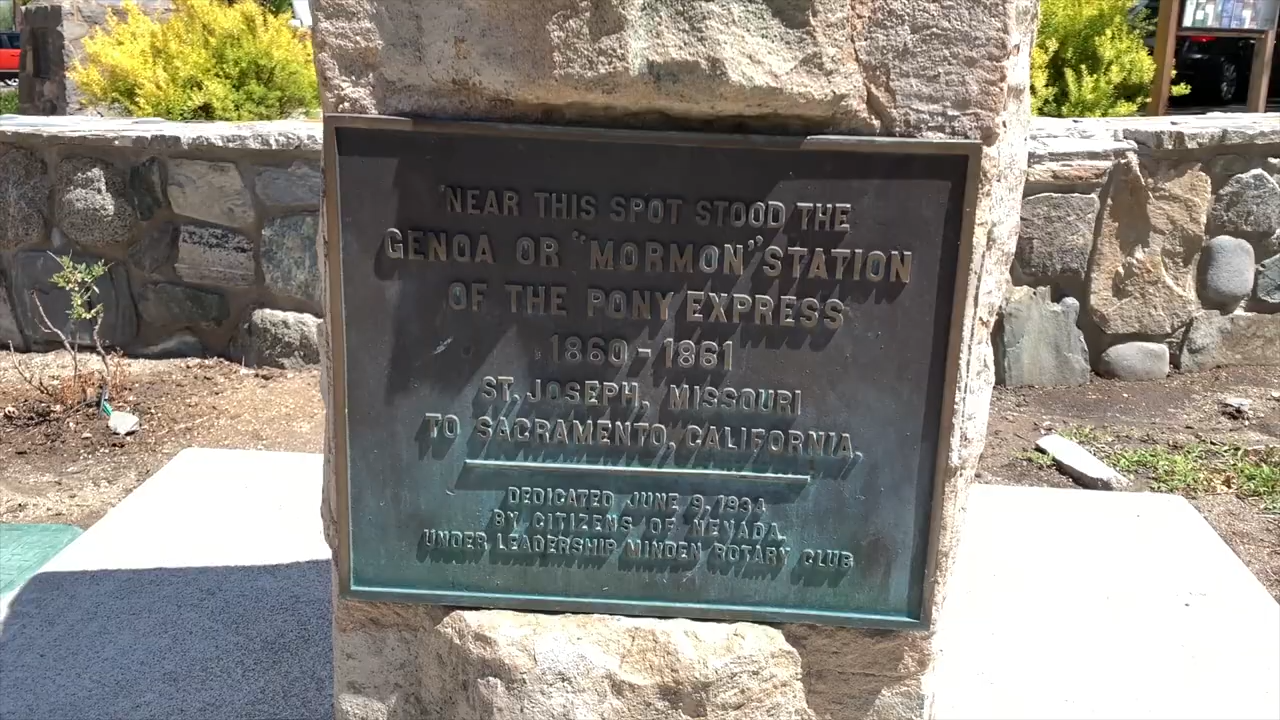 NEAR THIS SPOT STOOD THE
GENOA OR "MORMON" STATION
OF THE PONY EXPRESS
1860-1861
ST. JOSEPH, MISSOURI
TO SACRAMENTO, CALIFORNIA.
DEDICATED JUNE 9, 1934
BY CITIZENS OF NEVADA,
UNDER LEADERSHIP MINDEN ROTARY CLUB